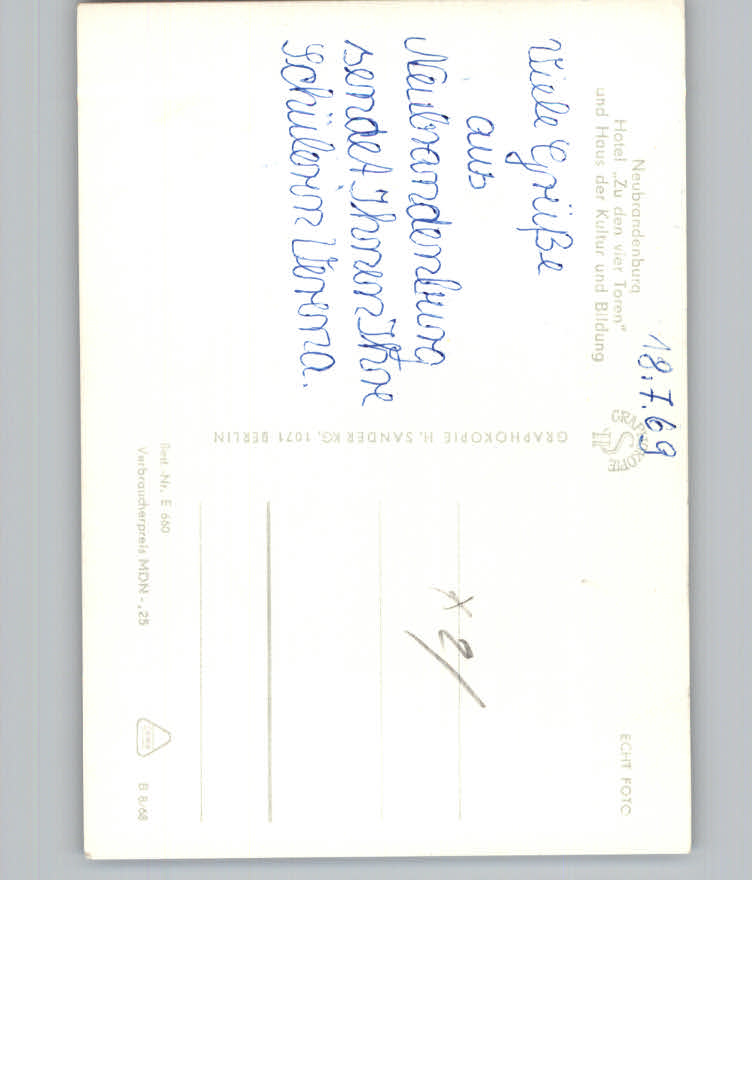 Neubrandenburg
Hotel „Zu den vier Toren"
und Haus der Kultur und Bildung
18.7.69
Viele Grüße
aus
Neubrandenburg
sendet Ihnen Ihre
Schülerin Verena.
GRAPHOKOPIE
GRAPHOKOPIE H. SANDER KG, 1071 BERLIN
ECHT FOTO
x 2/
Best.-Nr. E 660
Verbraucherpreis MDN -,25
B 8/68